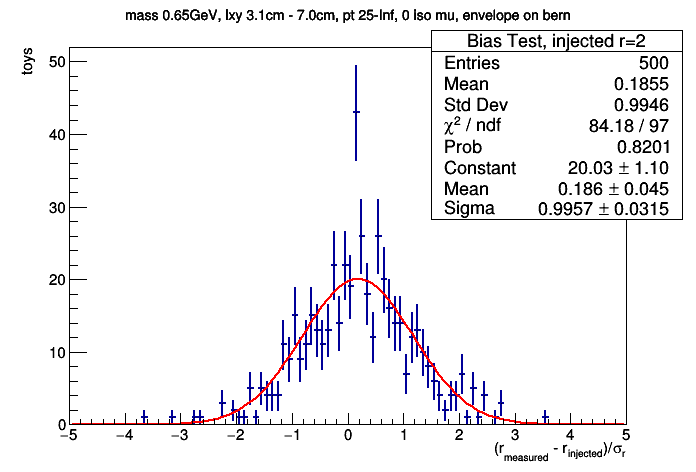 mass 0.65GeV, lxy 3.1cm - 7.0cm, pt 25-Inf, 0 Iso mu, envelope on bern
Bias Test, injected r=2
Entries 500
Mean 0.1855
Std Dev 0.9946
χ² / ndf 84.18 / 97
Prob 0.8201
Constant 20.03 ± 1.10
Mean 0.186 ± 0.045
Sigma 0.9957 ± 0.0315
toys
50
40
30
20
10
0
−5 −4 −3 −2 −1 0 1 2 3 4 5
(r_measured - r_injected)/σ_r